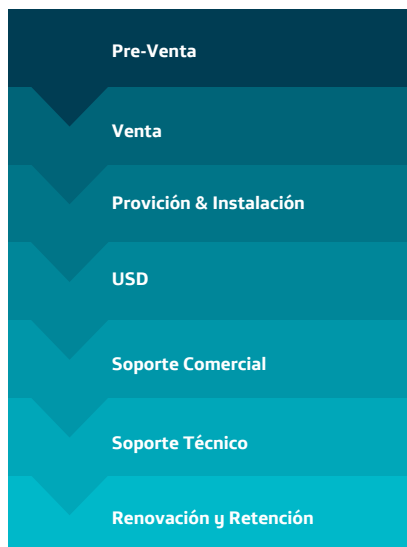 Pre-Venta
Venta
Provición & Instalación
USD
Soporte Comercial
Soporte Técnico
Renovación y Retención